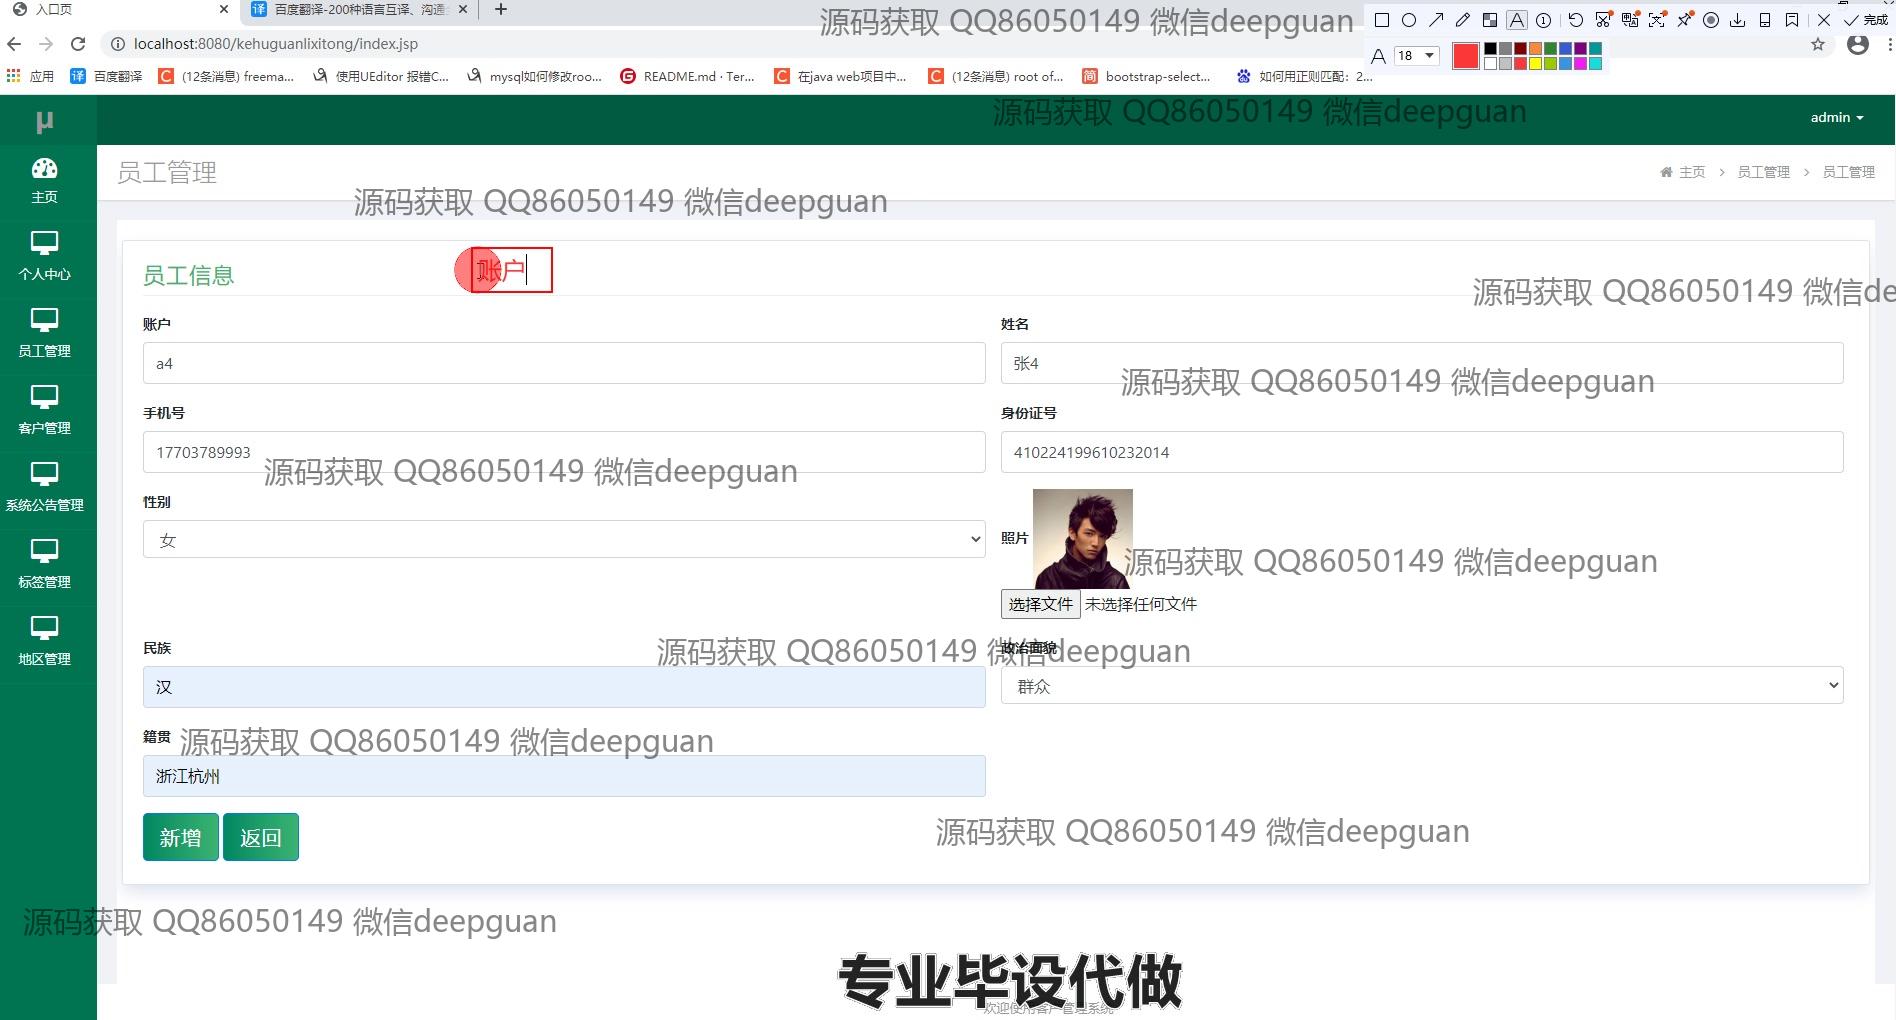 入口页
百度翻译-200种语言互译、沟通
完成
localhost:8080/kehuguanlixitong/index.jsp
18
应用
百度翻译
(12条消息) freema...
使用UEditor 报错C...
mysql如何修改roo...
README.md · Ter...
在java web项目中...
(12条消息) root of...
bootstrap-select...
如何用正则匹配：2...
源码获取 QQ86050149 微信deepguan
源码获取 QQ86050149 微信deepguan
μ
admin
主页
个人中心
员工管理
客户管理
系统公告管理
标签管理
地区管理
员工管理
主页 > 员工管理 > 员工管理
源码获取 QQ86050149 微信deepguan
员工信息
账户
源码获取 QQ86050149 微信de
账户
a4
姓名
张4
源码获取 QQ86050149 微信deepguan
手机号
17703789993
身份证号
410224199610232014
源码获取 QQ86050149 微信deepguan
性别
女
照片
源码获取 QQ86050149 微信deepguan
选择文件 未选择任何文件
民族
汉
源码获取 QQ86050149 微信deepguan
政治面貌
群众
籍贯
源码获取 QQ86050149 微信deepguan
浙江杭州
新增
返回
源码获取 QQ86050149 微信deepguan
源码获取 QQ86050149 微信deepguan
专业毕设代做
欢迎使用客户管理系统